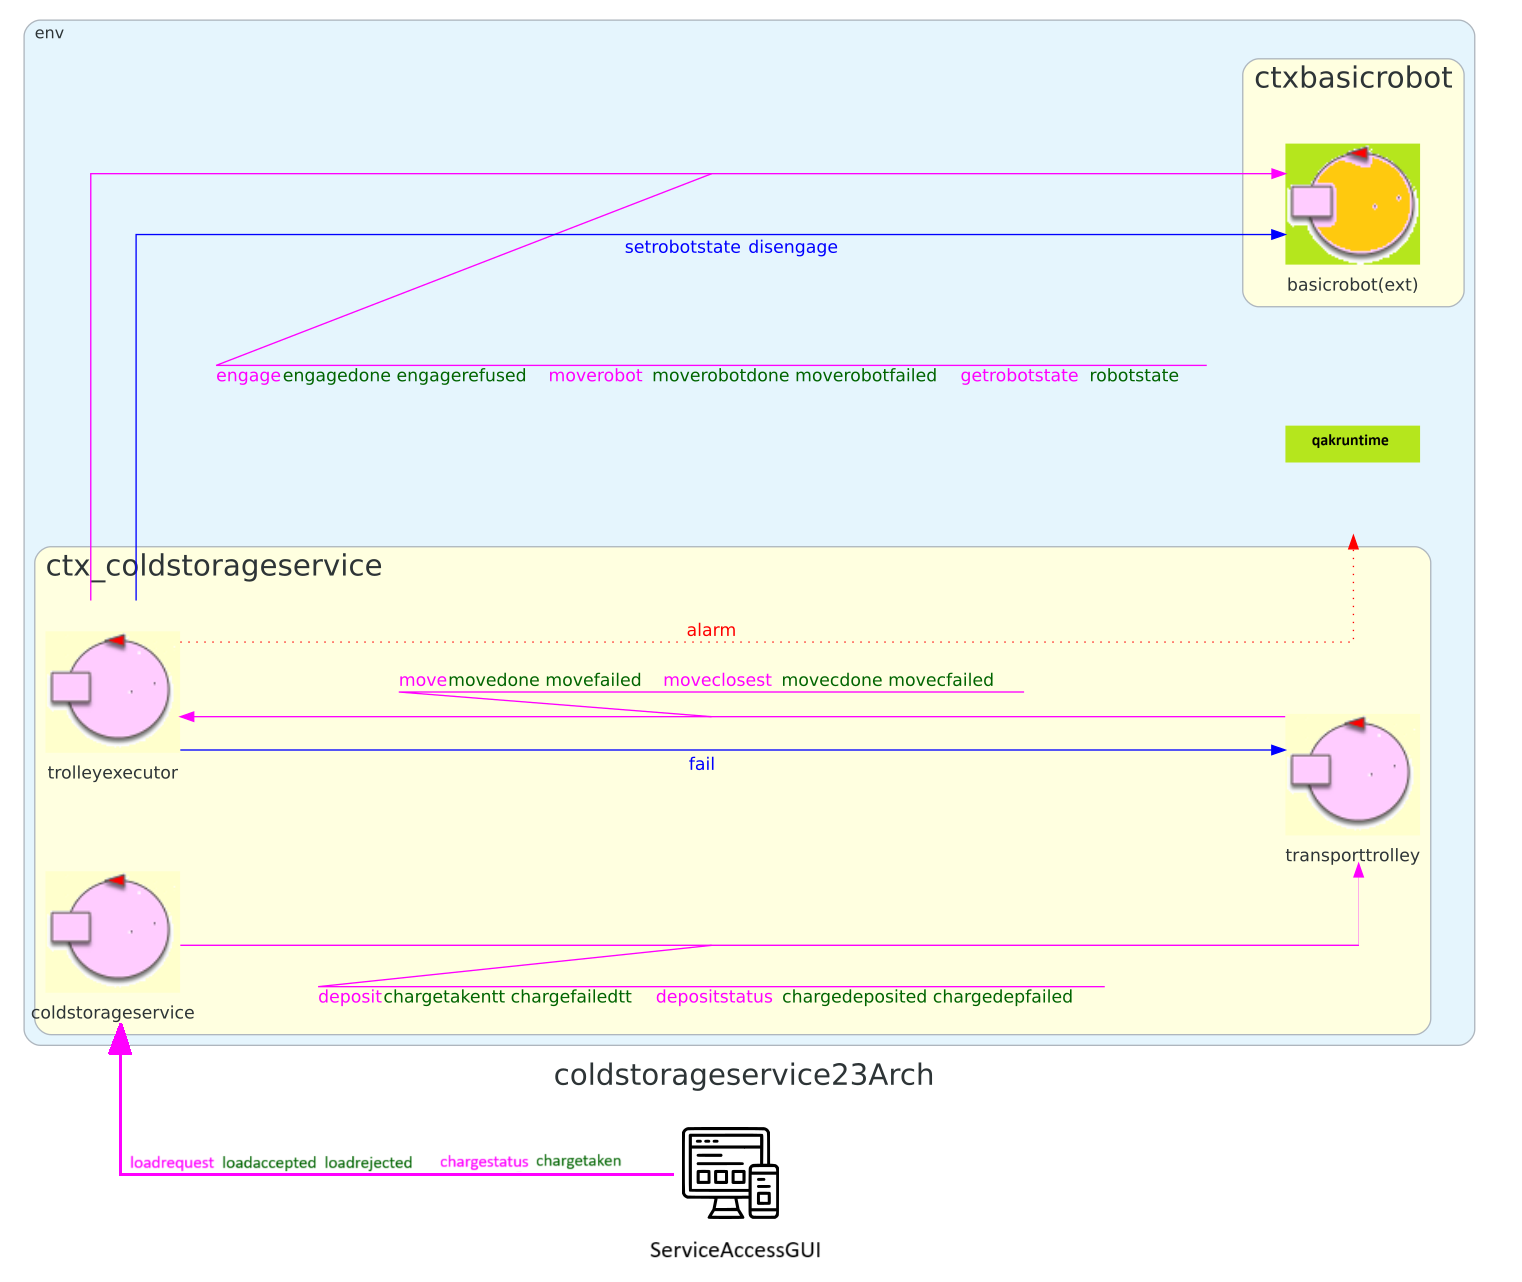 env
ctxbasicrobot
setrobotstate disengage
basicrobot(ext)
engage engagedone engagerefused moverobot moverobotdone moverobotfailed getrobotstate robotstate
qakruntime
ctx_coldstorageservice
alarm
move movedone movefailed moveclosest movecdone movecfailed
fail
trolleyexecutor
transporttrolley
deposit chargetakentt chargefailedtt depositstatus chargedeposited chargedepfailed
coldstorageservice
coldstorageservice23Arch
loadrequest loadaccepted loadrejected chargestatus chargetaken
ServiceAccessGUI